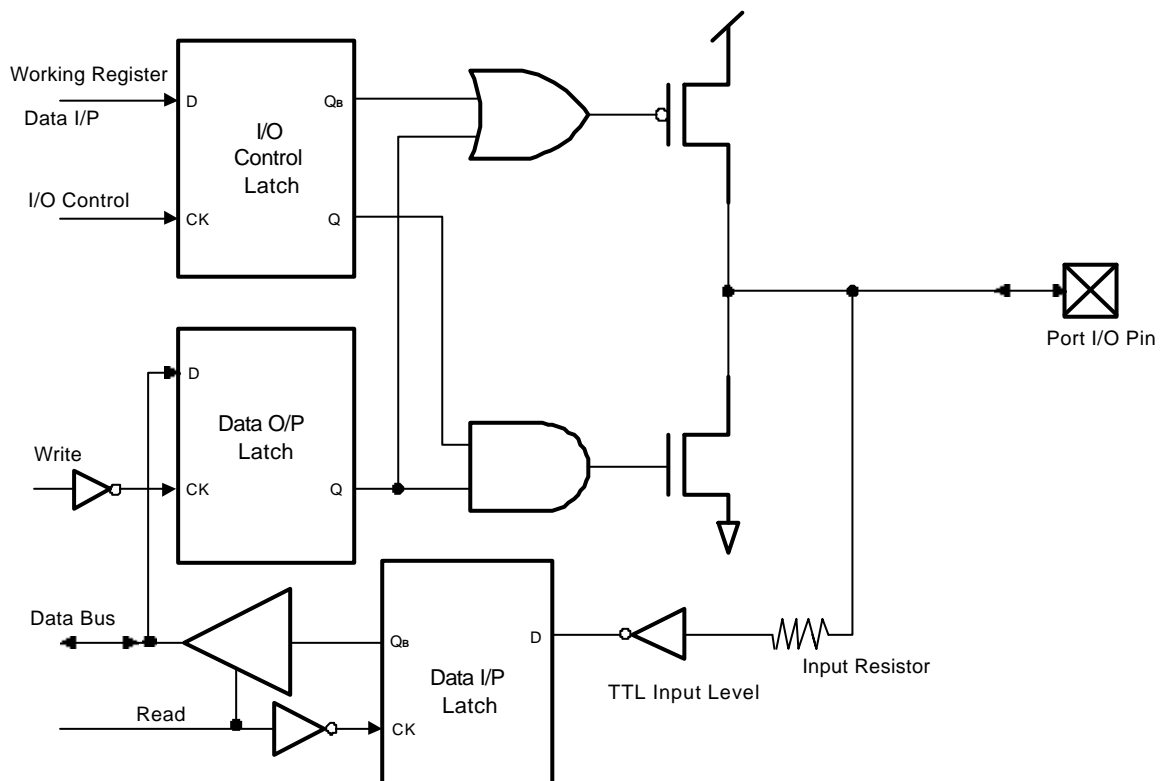 Working Register
Data I/P
D
QB
I/O
Control
Latch
I/O Control
CK
Q
Port I/O Pin
D
Data O/P
Latch
Write
CK
Q
Data Bus
QB
D
Data I/P
Latch
Input Resistor
TTL Input Level
Read
CK